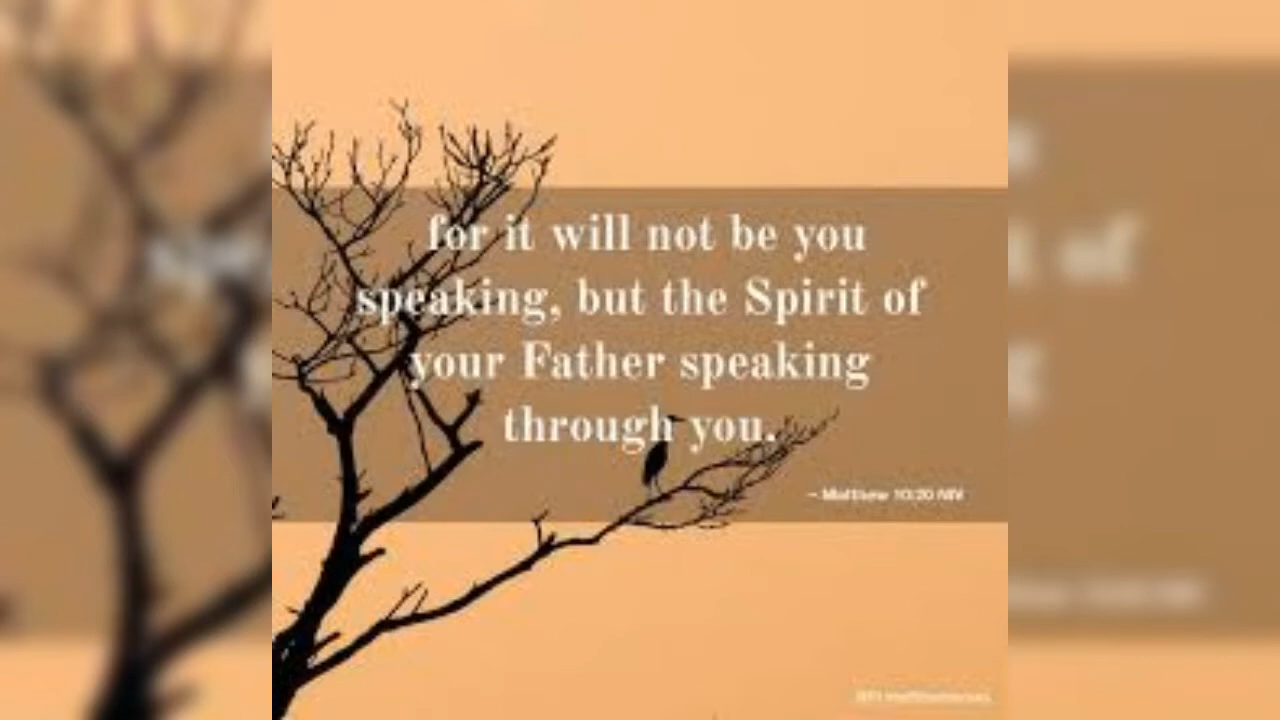 for it will not be you
speaking, but the Spirit of
your Father speaking
through you.
– Matthew 10:20 NIV